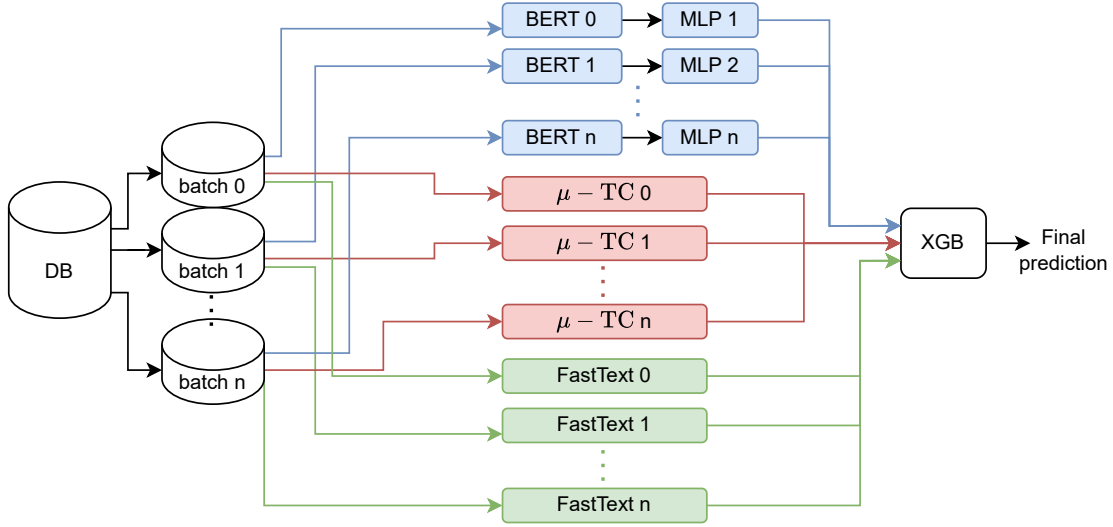 DB
batch 0
batch 1
batch n
BERT 0
MLP 1
BERT 1
MLP 2
BERT n
MLP n
μ − TC 0
μ − TC 1
μ − TC n
FastText 0
FastText 1
FastText n
XGB
Final
prediction